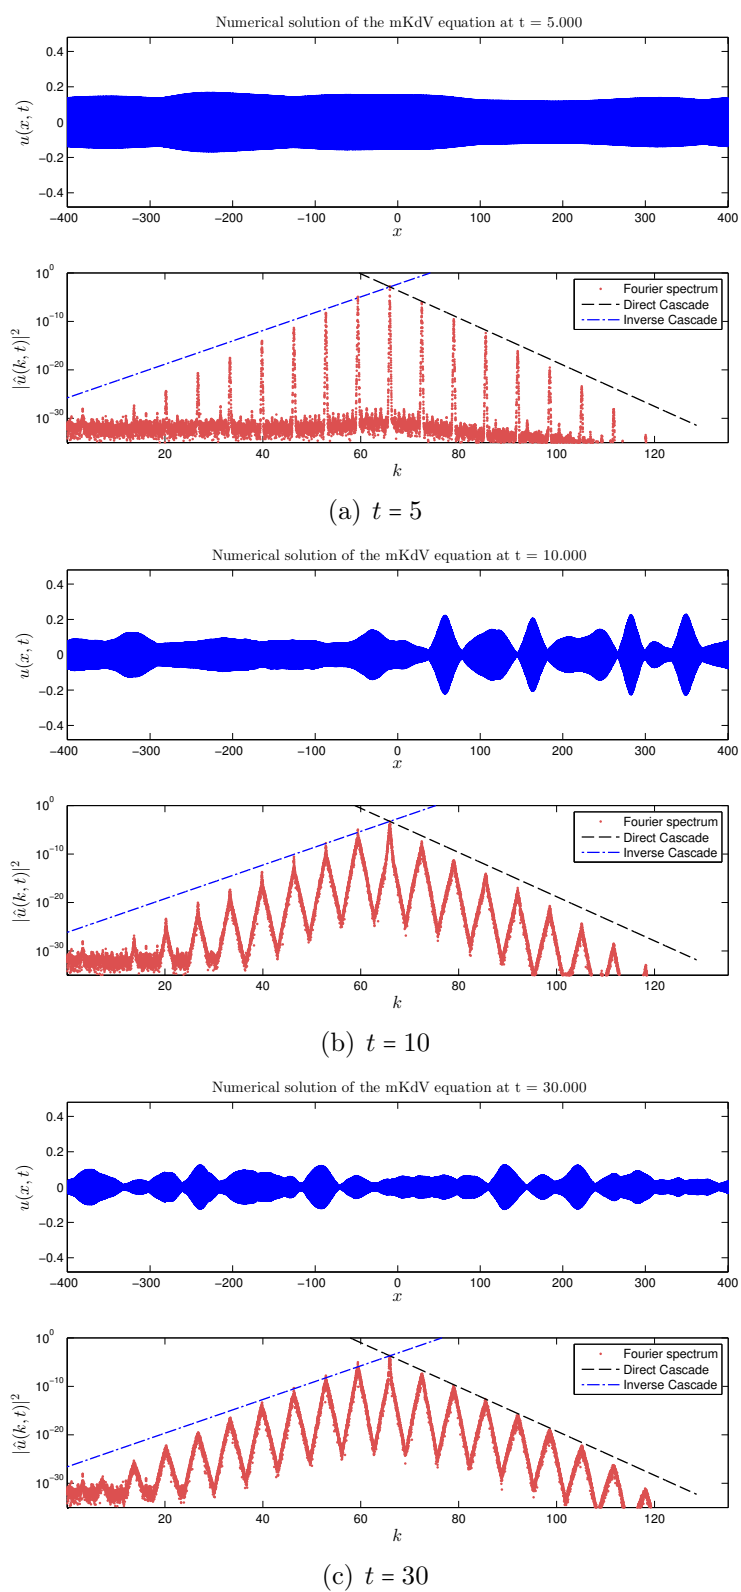 Numerical solution of the mKdV equation at t = 5.000
0.4
0.2
0
−0.2
−0.4
u(x, t)
−400 −300 −200 −100 0 100 200 300 400
x
10^0
10^−10
10^−20
10^−30
|û(k, t)|^2
Fourier spectrum
Direct Cascade
Inverse Cascade
20 40 60 80 100 120
k
(a) t = 5
Numerical solution of the mKdV equation at t = 10.000
0.4
0.2
0
−0.2
−0.4
u(x, t)
−400 −300 −200 −100 0 100 200 300 400
x
10^0
10^−10
10^−20
10^−30
|û(k, t)|^2
Fourier spectrum
Direct Cascade
Inverse Cascade
20 40 60 80 100 120
k
(b) t = 10
Numerical solution of the mKdV equation at t = 30.000
0.4
0.2
0
−0.2
−0.4
u(x, t)
−400 −300 −200 −100 0 100 200 300 400
x
10^0
10^−10
10^−20
10^−30
|û(k, t)|^2
Fourier spectrum
Direct Cascade
Inverse Cascade
20 40 60 80 100 120
k
(c) t = 30